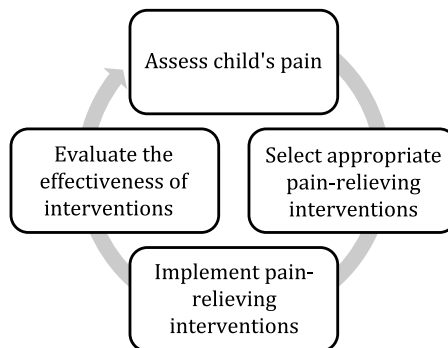 Assess child's pain
Select appropriate
pain-relieving
interventions
Implement pain-
relieving
interventions
Evaluate the
effectiveness of
interventions